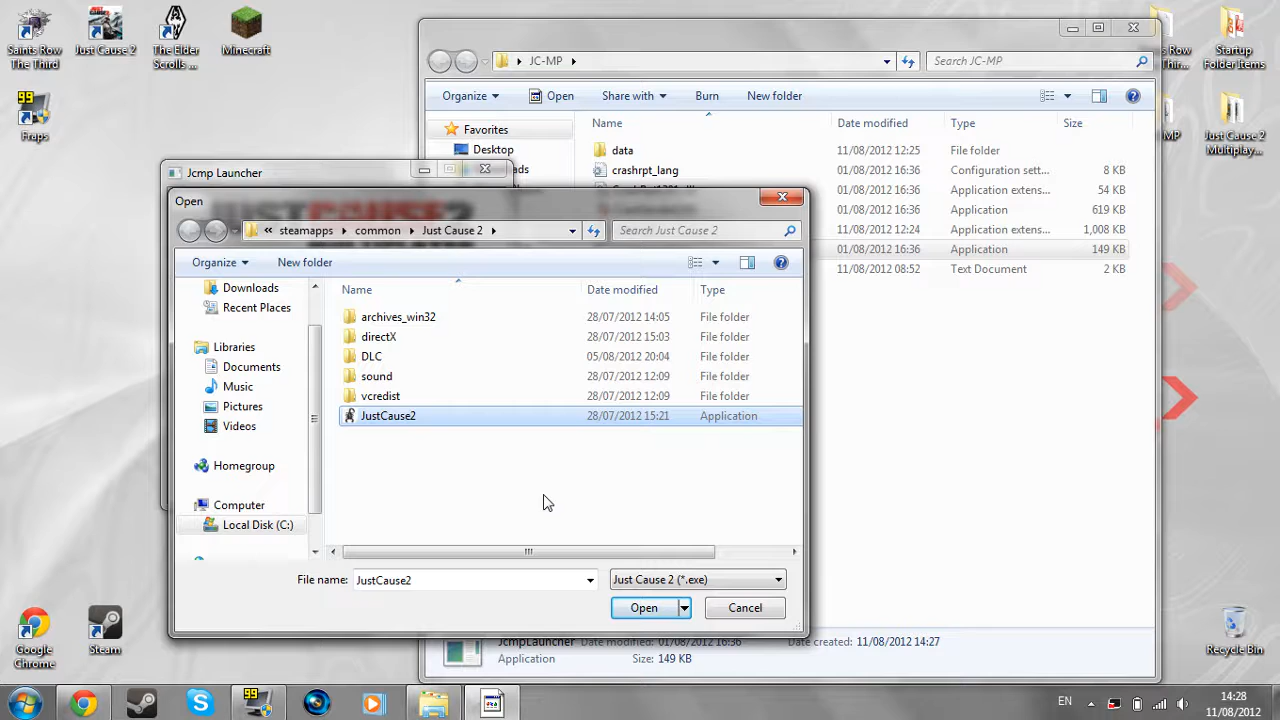 Saints Row
The Third
Just Cause 2
The Elder
Scrolls ...
Minecraft
99
Fraps
JC-MP
Search JC-MP
Organize
Open
Share with
Burn
New folder
Favorites
Desktop
Name
Date modified
Type
Size
data
11/08/2012 12:25
File folder
crashrpt_lang
01/08/2012 16:36
Configuration sett...
8 KB
01/08/2012 16:36
Application extens...
54 KB
01/08/2012 16:36
Application
619 KB
11/08/2012 12:24
Application extens...
1,008 KB
01/08/2012 16:36
Application
149 KB
11/08/2012 08:52
Text Document
2 KB
Startup
Folder Items
Just Cause 2
Multiplay...
Jcmp Launcher
Open
steamapps
common
Just Cause 2
Search Just Cause 2
Organize
New folder
Downloads
Recent Places
Libraries
Documents
Music
Pictures
Videos
Homegroup
Computer
Local Disk (C:)
Name
Date modified
Type
archives_win32
28/07/2012 14:05
File folder
directX
28/07/2012 15:03
File folder
DLC
05/08/2012 20:04
File folder
sound
28/07/2012 12:09
File folder
vcredist
28/07/2012 12:09
File folder
JustCause2
28/07/2012 15:21
Application
File name:
JustCause2
Just Cause 2 (*.exe)
Open
Cancel
JcmpLauncher
Date modified: 01/08/2012 16:36
Date created: 11/08/2012 14:27
Application
Size: 149 KB
Google
Chrome
Steam
Recycle Bin
99
EN
14:28
11/08/2012